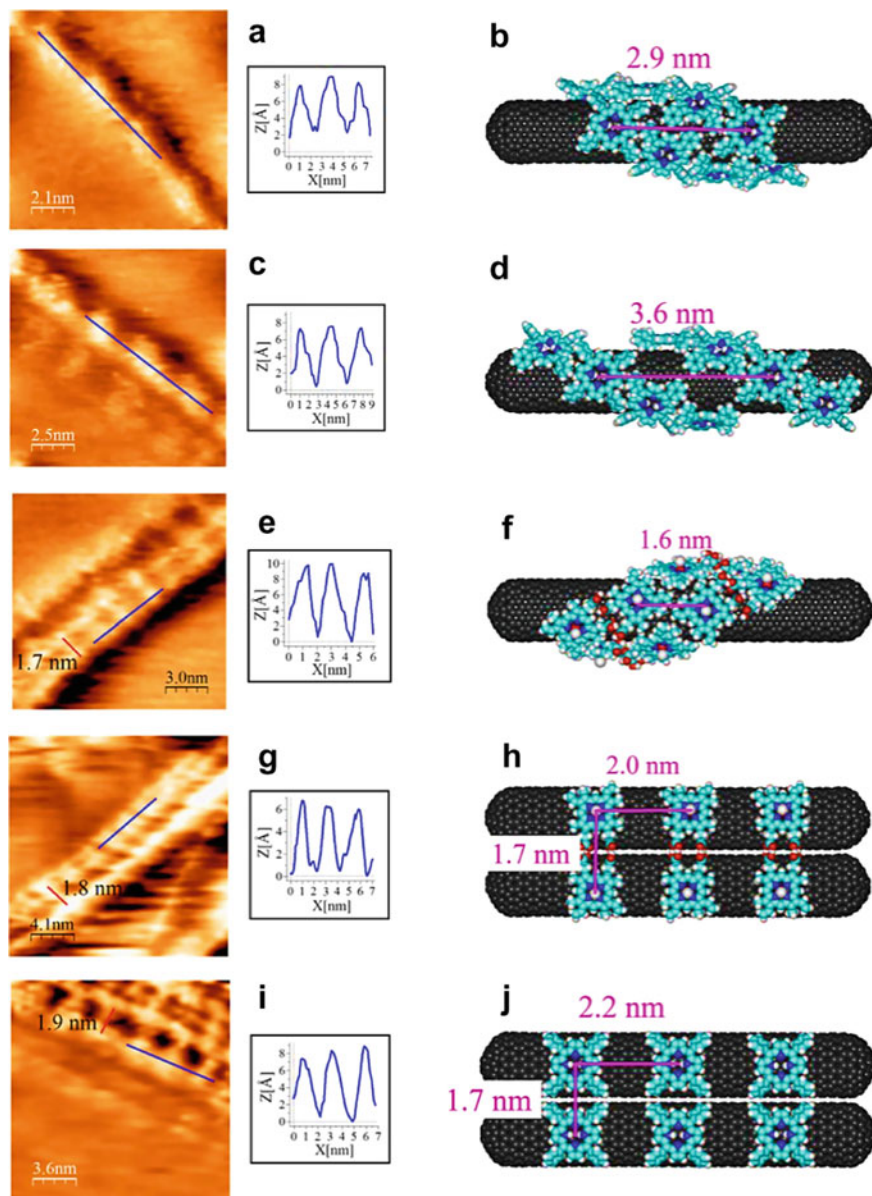 a
b
2.1nm
Z[Å]
8
6
4
2
0
0 1 2 3 4 5 6 7
X[nm]
2.9 nm
c
d
2.5nm
Z[Å]
8
6
4
2
0
0 1 2 3 4 5 6 7 8 9
X[nm]
3.6 nm
e
f
1.7 nm
3.0nm
Z[Å]
10
8
6
4
2
0
0 1 2 3 4 5 6
X[nm]
1.6 nm
g
h
1.8 nm
4.1nm
Z[Å]
6
4
2
0
0 1 2 3 4 5 6 7
X[nm]
2.0 nm
1.7 nm
i
j
1.9 nm
3.6nm
Z[Å]
8
6
4
2
0
0 1 2 3 4 5 6 7
X[nm]
2.2 nm
1.7 nm